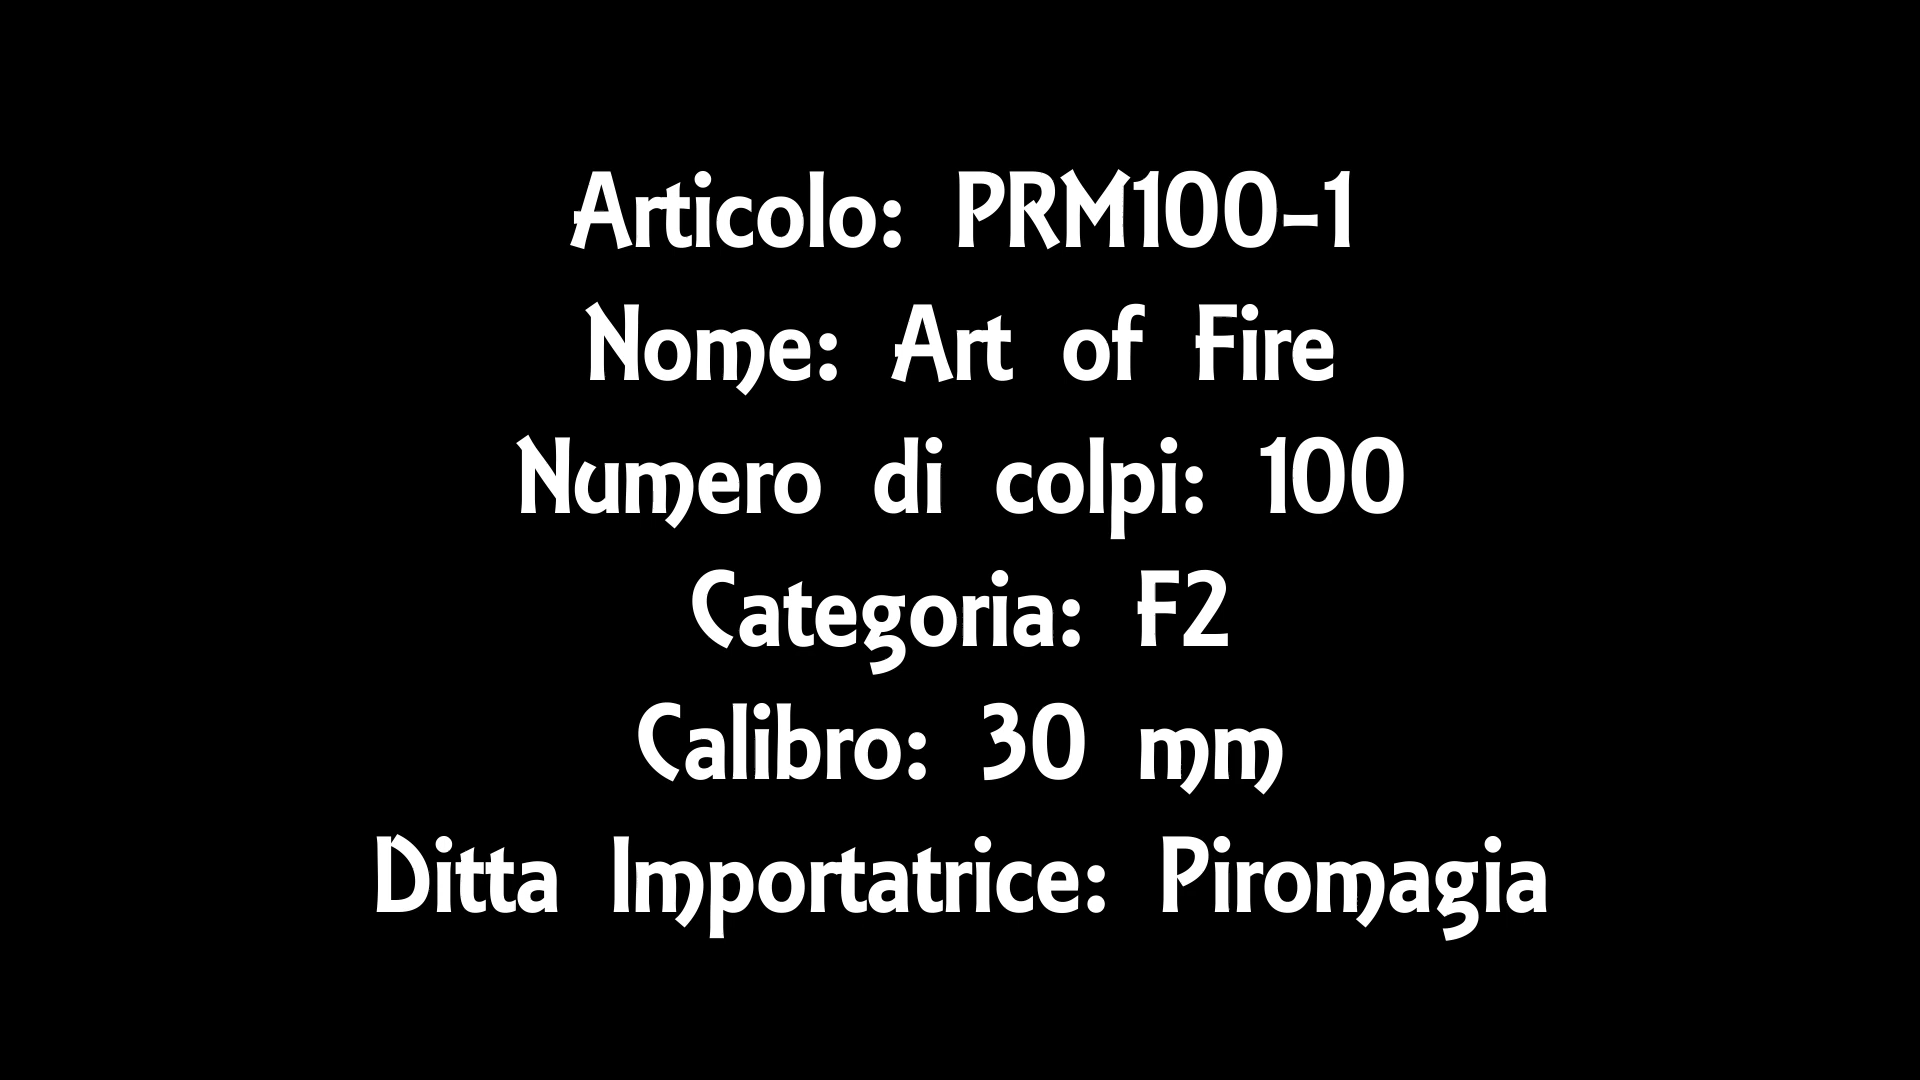 Articolo: PRM100-1
Nome: Art of Fire
Numero di colpi: 100
Categoria: F2
Calibro: 30 mm
Ditta Importatrice: Piromagia